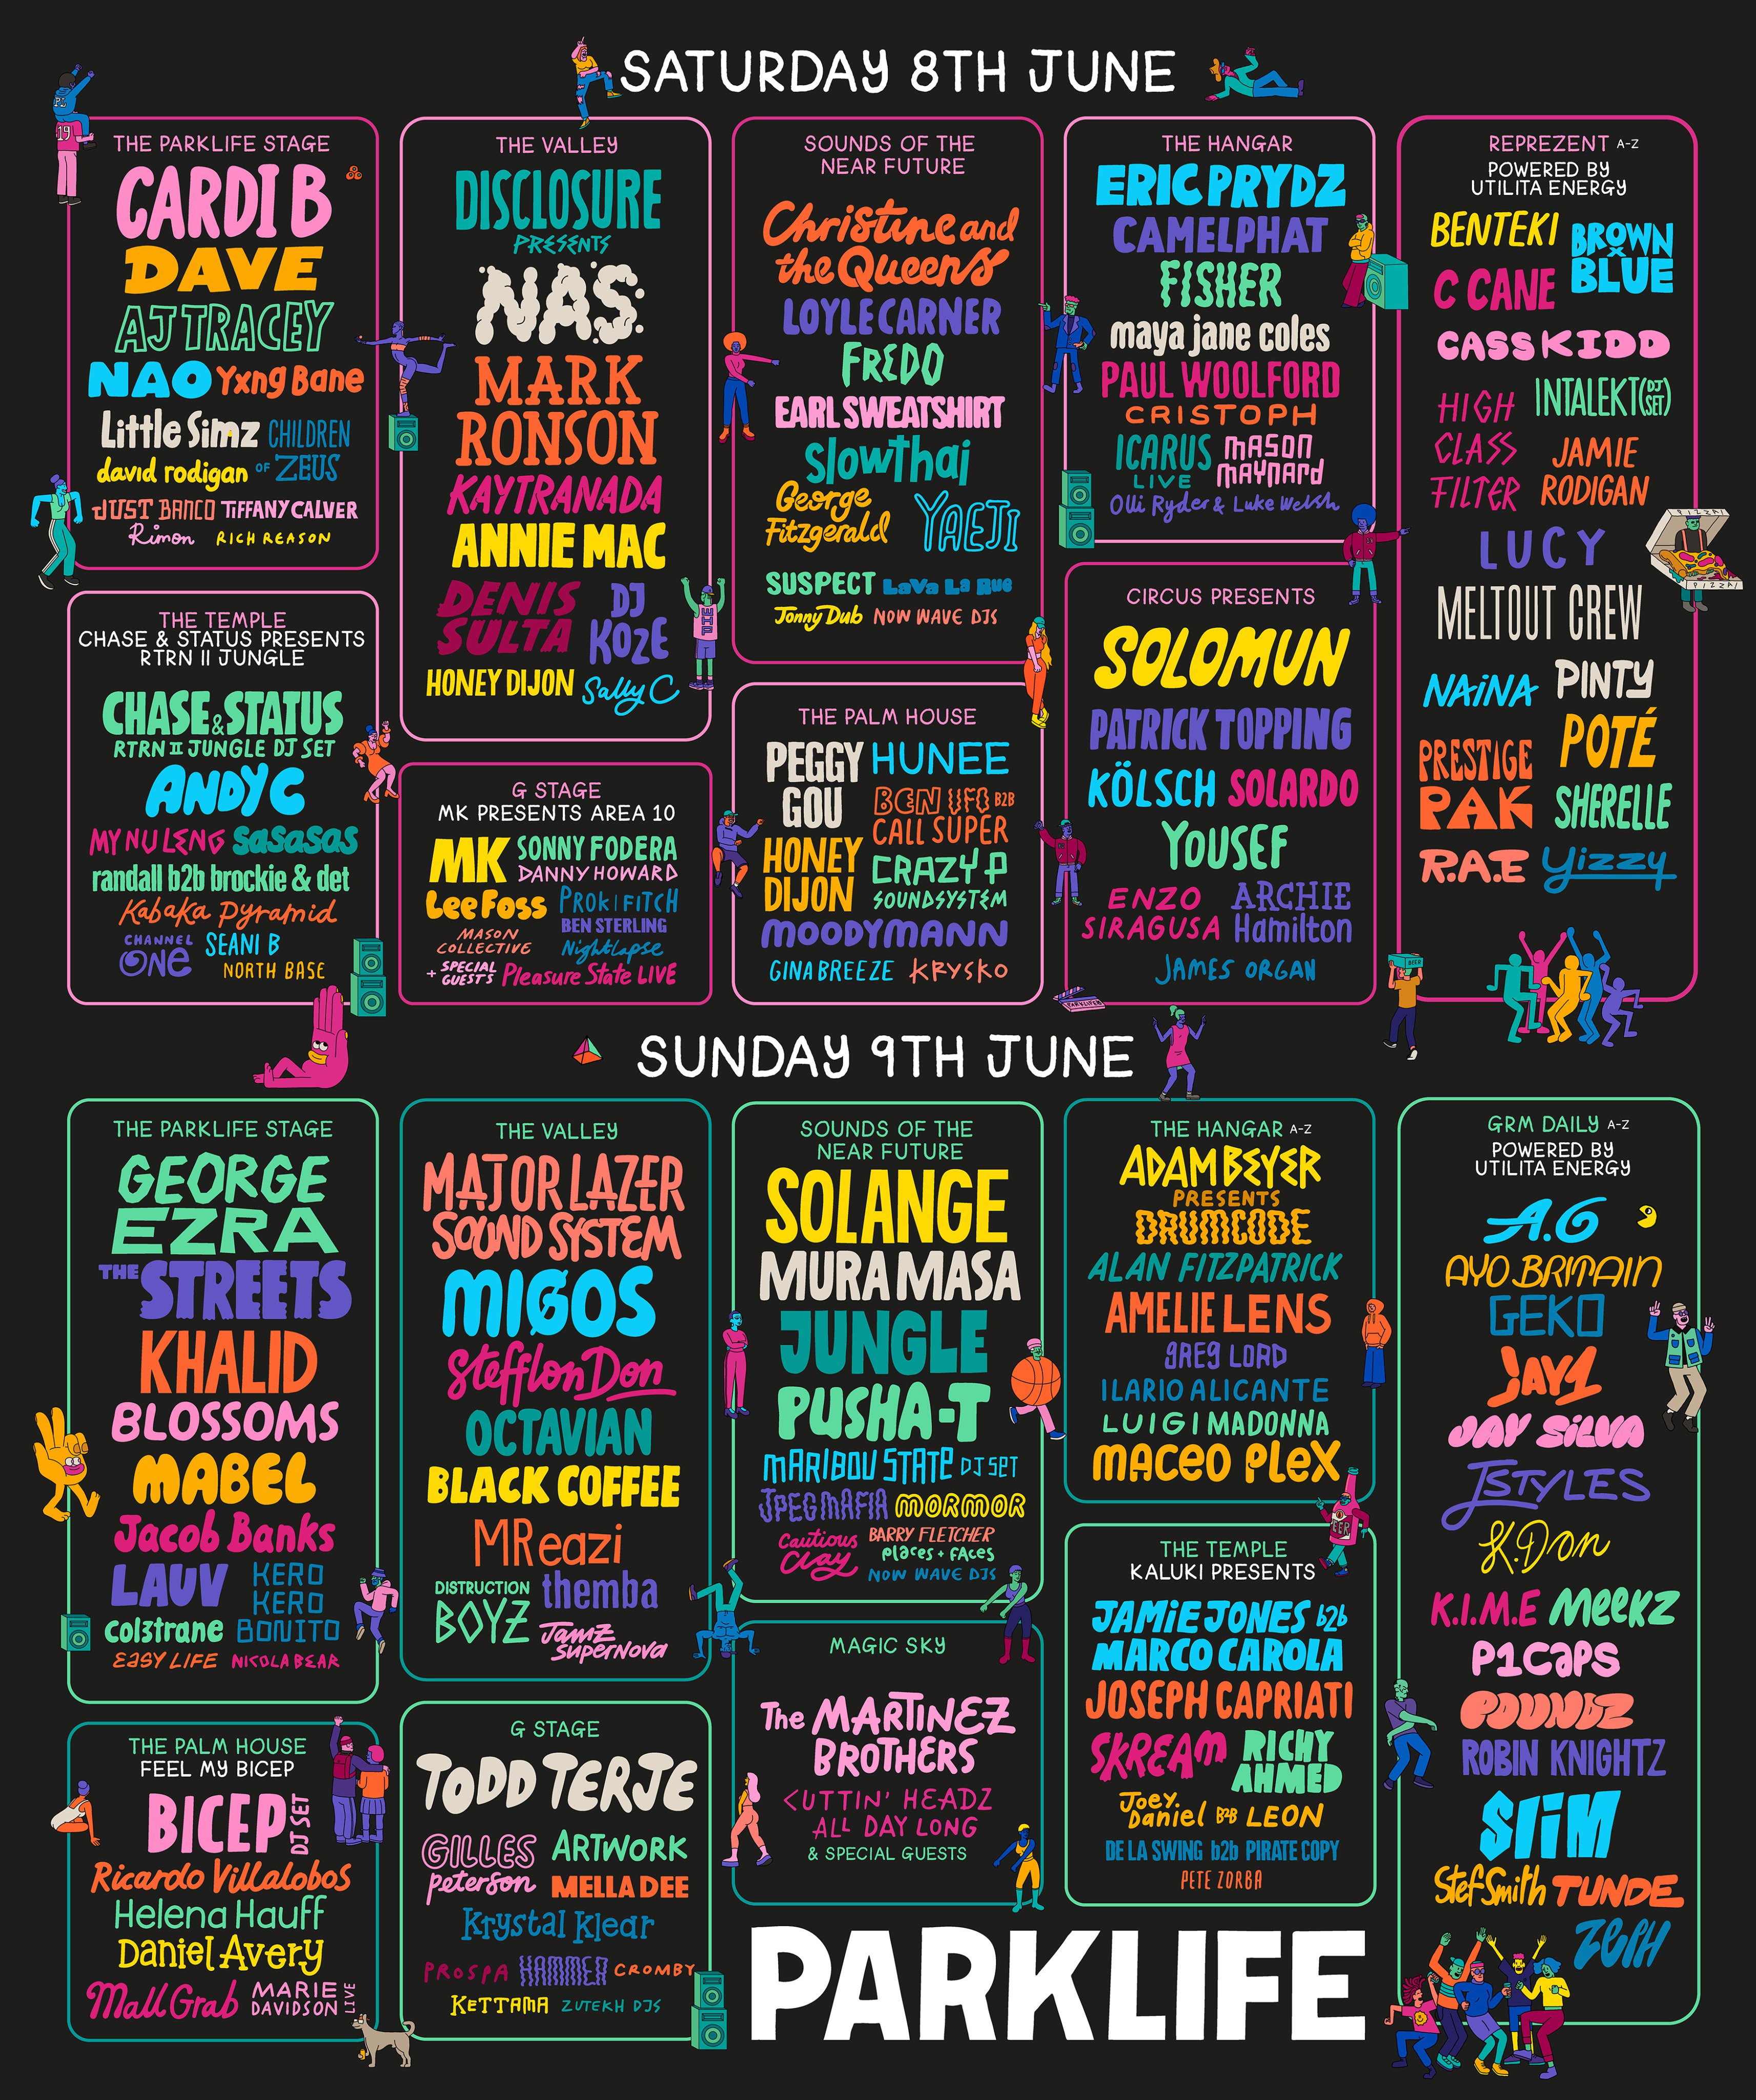 SATURDAY 8TH JUNE
THE PARKLIFE STAGE
CARDI B
DAVE
AJ TRACEY
NAO Yxng Bane
Little Simz CHILDREN OF ZEUS
david rodigan
JUST BANCO TIFFANY CALVER
Rimon RICH REASON
THE TEMPLE
CHASE & STATUS PRESENTS
RTRN II JUNGLE
CHASE & STATUS
RTRN II JUNGLE DJ SET
ANDY C
MY NU LENG SaSaSaS
randall b2b brockie & det
Kabaka Pyramid
CHANNEL ONE SEANI B
NORTH BASE
THE VALLEY
DISCLOSURE
PRESENTS
NAS
MARK
RONSON
KAYTRANADA
ANNIE MAC
DENIS SULTA
DJ KOZE
HONEY DIJON Sally C
G STAGE
MK PRESENTS AREA 10
MK SONNY FODERA
DANNY HOWARD
Lee Foss PROK | FITCH
BEN STERLING
MASON COLLECTIVE Nightlapse
+ SPECIAL GUESTS Pleasure State LIVE
SOUNDS OF THE
NEAR FUTURE
Christine and
the Queens
LOYLE CARNER
FREDO
EARL SWEATSHIRT
Slowthai
George Fitzgerald
YAEJI
SUSPECT LaVa La Rue
Jonny Dub NOW WAVE DJS
THE PALM HOUSE
PEGGY GOU
HUNEE
BEN UFO B2B
CALL SUPER
HONEY DIJON
CRAZY P
SOUNDSYSTEM
MOODYMANN
GINA BREEZE KRYSKO
THE HANGAR
ERIC PRYDZ
CAMELPHAT
FISHER
maya jane coles
PAUL WOOLFORD
CRISTOPH
ICARUS LIVE
MASON MAYNARD
Olli Ryder & Luke Welsh
CIRCUS PRESENTS
SOLOMUN
PATRICK TOPPING
KÖLSCH SOLARDO
YOUSEF
ENZO SIRAGUSA
ARCHIE Hamilton
JAMES ORGAN
REPREZENT A-Z
POWERED BY
UTILITA ENERGY
BENTEKI
BROWN X BLUE
C CANE
CASS KIDD
HIGH CLASS FILTER
INTALEKT (DJ SET)
JAMIE RODIGAN
LUCY
MELTOUT CREW
NAiNA PINTY
PRESTIGE PAK
POTÉ
SHERELLE
R.A.E Yizzy
19
WHP
PIZZA
PIZZA
BEER
SUNDAY 9TH JUNE
THE PARKLIFE STAGE
GEORGE
EZRA
THE STREETS
KHALID
BLOSSOMS
MABEL
Jacob Banks
LAUV KERO KERO BONITO
Col3trane
EASY LIFE NICOLA BEAR
THE PALM HOUSE
FEEL MY BICEP
BICEP DJ SET
Ricardo Villalobos
Helena Hauff
Daniel Avery
Mall Grab MARIE DAVIDSON LIVE
THE VALLEY
MAJOR LAZER
SOUND SYSTEM
MIGOS
Stefflon Don
OCTAVIAN
BLACK COFFEE
MR eazi
DISTRUCTION BOYZ
themba
JamZ Supernova
G STAGE
TODD TERJE
GILLES Peterson
ARTWORK
MELLA DEE
Krystal Klear
PROSPA HAMMER CROMBY
KETTAMA ZUTEKH DJS
SOUNDS OF THE
NEAR FUTURE
SOLANGE
MURA MASA
JUNGLE
PUSHA-T
MARIBOU STATE DJ SET
JPEGMAFIA MORMOR
Cautious Clay
BARRY FLETCHER
Places + Faces
NOW WAVE DJS
MAGIC SKY
The MARTINEZ
BROTHERS
CUTTIN' HEADZ
ALL DAY LONG
& SPECIAL GUESTS
THE HANGAR A-Z
ADAM BEYER
PRESENTS
DRUMCODE
ALAN FITZPATRICK
AMELIE LENS
GREG LORD
ILARIO ALICANTE
LUIGI MADONNA
MACEO PLEX
BEER
THE TEMPLE
KALUKI PRESENTS
JAMIE JONES b2b
MARCO CAROLA
JOSEPH CAPRIATI
SKREAM RICHY AHMED
Joey Daniel B2B LEON
DE LA SWING b2b PIRATE COPY
PETE ZORBA
GRM DAILY A-Z
POWERED BY
UTILITA ENERGY
A.G
AYO BRITAIN
GEKO
JAY1
JAY SILVA
JSTYLES
K.Don
K.I.M.E MEEKZ
P1CAPS
POUNDZ
ROBIN KNIGHTZ
SLIM
Stef Smith TUNDE
ZEPH
PARKLIFE